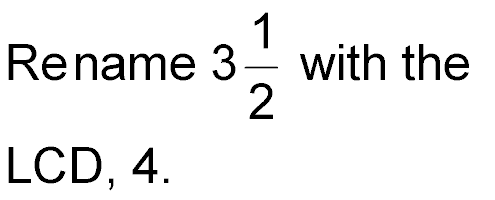 Rename 3 1/2 with the
LCD, 4.